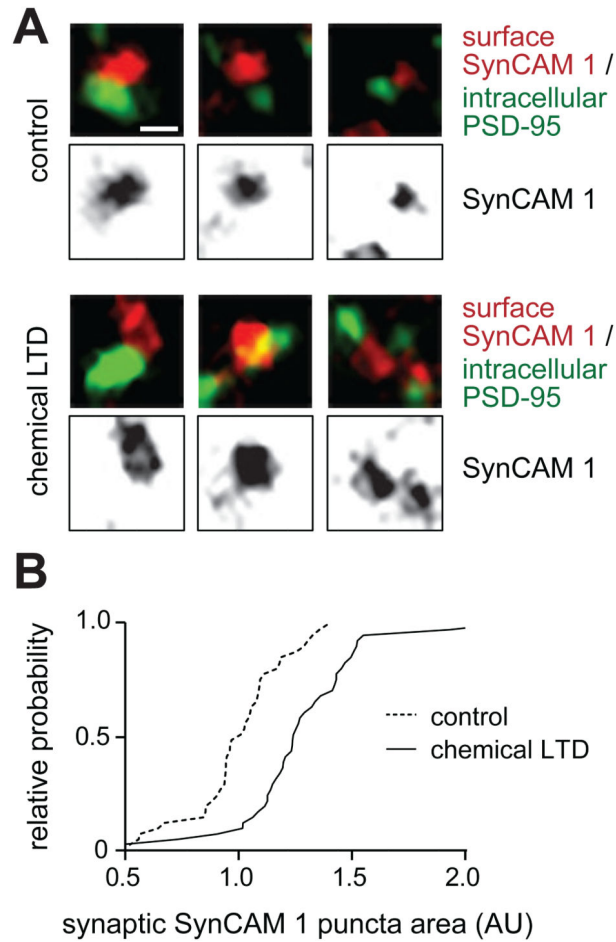 A
control
surface
SynCAM 1 /
intracellular
PSD-95
SynCAM 1
chemical LTD
surface
SynCAM 1 /
intracellular
PSD-95
SynCAM 1
B
relative probability
1.0
0.5
0
control
chemical LTD
0.5 1.0 1.5 2.0
synaptic SynCAM 1 puncta area (AU)